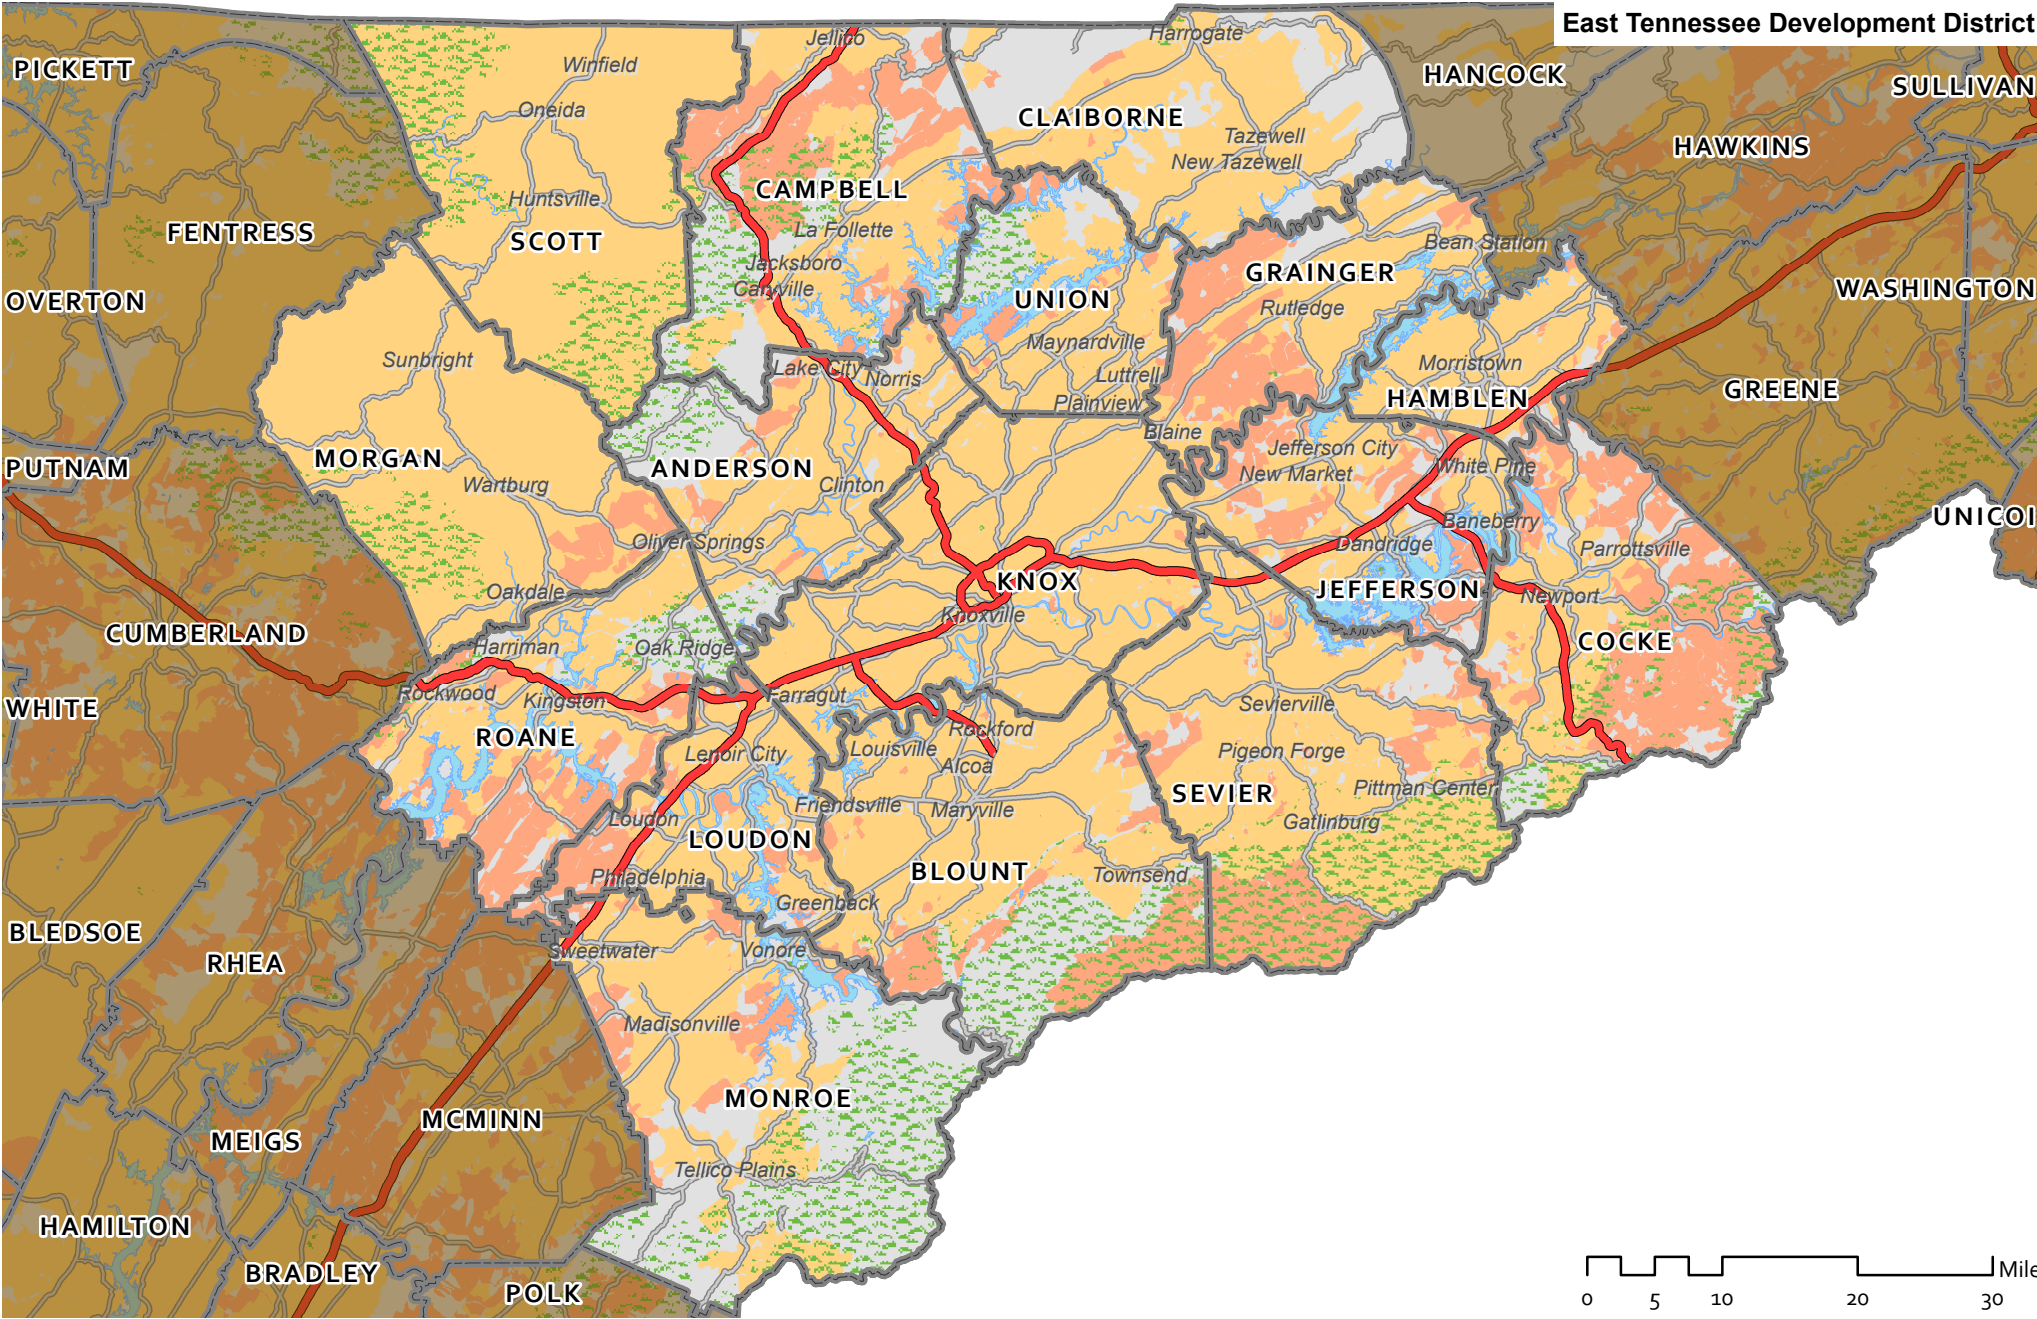 East Tennessee Development District
Jellico
Harrogate
PICKETT
Winfield
HANCOCK
SULLIVAN
Oneida
CLAIBORNE
Tazewell
HAWKINS
New Tazewell
CAMPBELL
Huntsville
FENTRESS
La Follette
SCOTT
Bean Station
Jacksboro
GRAINGER
Caryville
WASHINGTON
OVERTON
UNION
Rutledge
Maynardville
Sunbright
Lake City
Norris
Morristown
Luttrell
GREENE
Plainview
HAMBLEN
Blaine
MORGAN
Jefferson City
PUTNAM
ANDERSON
White Pine
New Market
Wartburg
Clinton
UNICOI
Baneberry
Oliver Springs
Dandridge
Parrottsville
KNOX
JEFFERSON
Oakdale
Newport
Knoxville
CUMBERLAND
COCKE
Harriman
Oak Ridge
Rockwood
Kingston
Farragut
WHITE
Sevierville
Rockford
ROANE
Louisville
Pigeon Forge
Lenoir City
Alcoa
Pittman Center
SEVIER
Friendsville
Maryville
Loudon
Gatlinburg
LOUDON
BLOUNT
Philadelphia
Townsend
Greenback
BLEDSOE
Sweetwater
Vonore
RHEA
Madisonville
MONROE
MCMINN
MEIGS
Tellico Plains
HAMILTON
BRADLEY
Mile
POLK
0 5 10 20 30